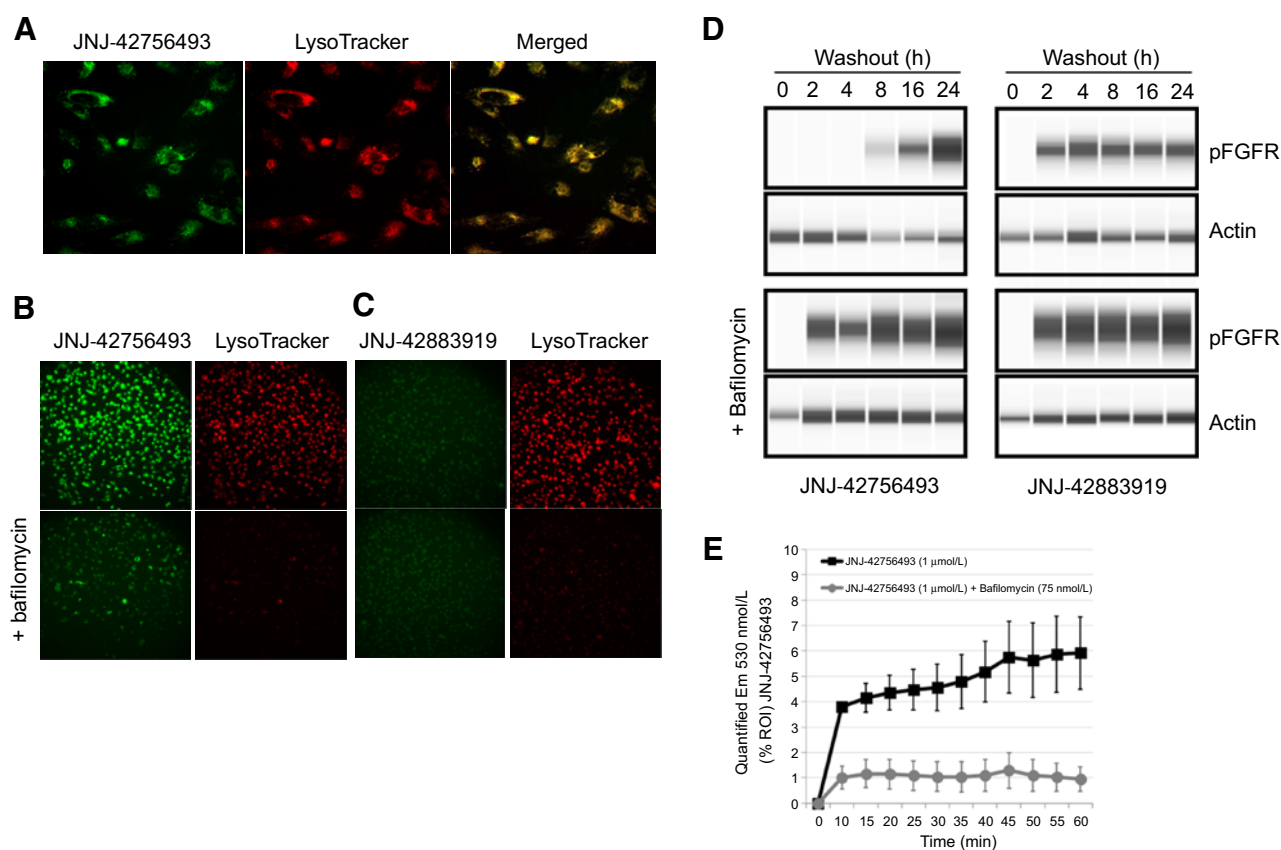 A
JNJ-42756493 LysoTracker Merged
B
JNJ-42756493 LysoTracker
+ bafilomycin
C
JNJ-42883919 LysoTracker
D
Washout (h) Washout (h)
0 2 4 8 16 24 0 2 4 8 16 24
pFGFR
Actin
+ Bafilomycin
pFGFR
Actin
JNJ-42756493 JNJ-42883919
E
Quantified Em 530 nmol/L
(% ROI) JNJ-42756493
10
9
8
7
6
5
4
3
2
1
0
JNJ-42756493 (1 μmol/L)
JNJ-42756493 (1 μmol/L) + Bafilomycin (75 nmol/L)
0 10 15 20 25 30 35 40 45 50 55 60
Time (min)